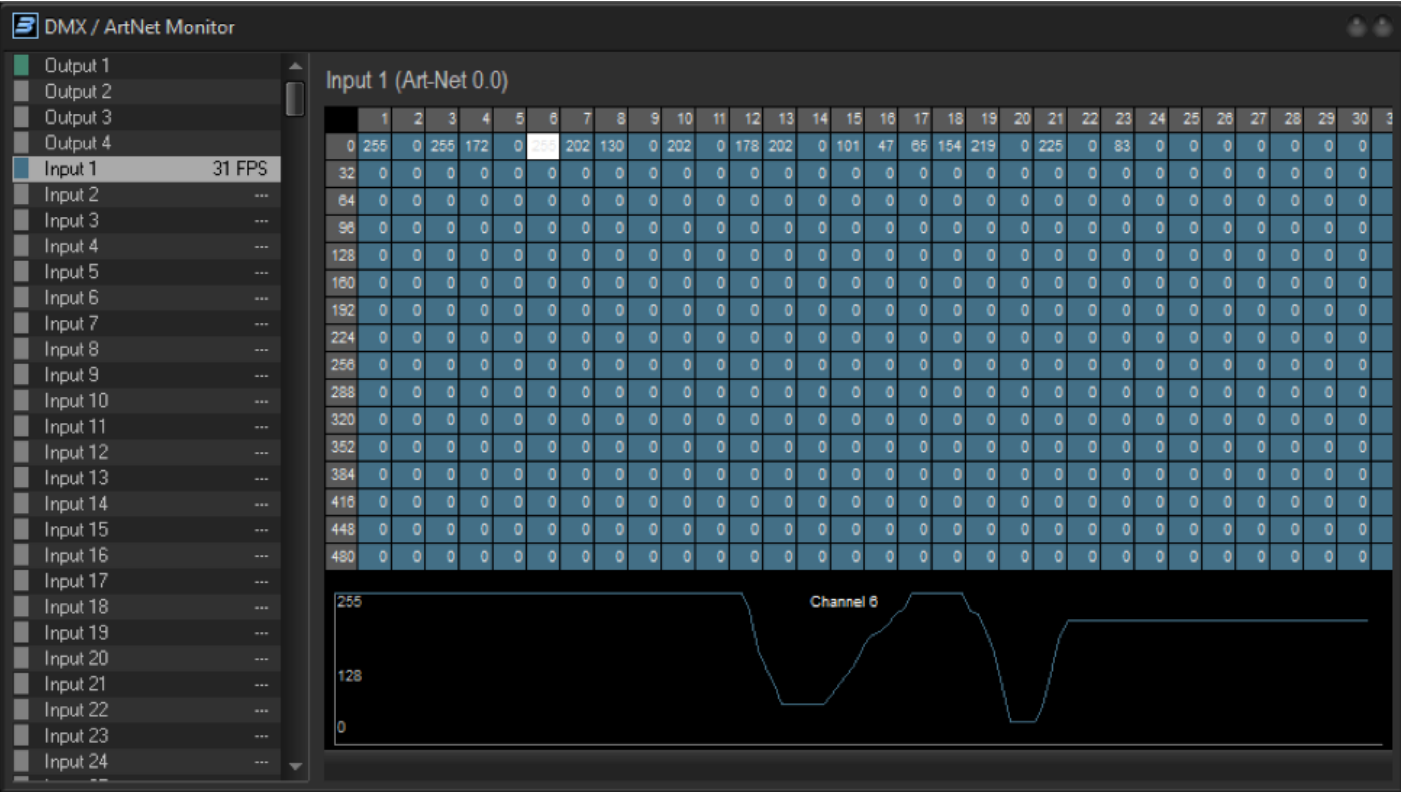 DMX / ArtNet Monitor
Output 1
Output 2
Output 3
Output 4
Input 1 31 FPS
Input 2 ---
Input 3 ---
Input 4 ---
Input 5 ---
Input 6 ---
Input 7 ---
Input 8 ---
Input 9 ---
Input 10 ---
Input 11 ---
Input 12 ---
Input 13 ---
Input 14 ---
Input 15 ---
Input 16 ---
Input 17 ---
Input 18 ---
Input 19 ---
Input 20 ---
Input 21 ---
Input 22 ---
Input 23 ---
Input 24 ---
Input 1 (Art-Net 0.0)
1 2 3 4 5 6 7 8 9 10 11 12 13 14 15 16 17 18 19 20 21 22 23 24 25 26 27 28 29 30 3
0 255 0 255 172 0 255 202 130 0 202 0 178 202 0 101 47 65 154 219 0 225 0 83 0 0 0 0 0 0 0
32 0 0 0 0 0 0 0 0 0 0 0 0 0 0 0 0 0 0 0 0 0 0 0 0 0 0 0 0 0 0
64 0 0 0 0 0 0 0 0 0 0 0 0 0 0 0 0 0 0 0 0 0 0 0 0 0 0 0 0 0 0
96 0 0 0 0 0 0 0 0 0 0 0 0 0 0 0 0 0 0 0 0 0 0 0 0 0 0 0 0 0 0
128 0 0 0 0 0 0 0 0 0 0 0 0 0 0 0 0 0 0 0 0 0 0 0 0 0 0 0 0 0 0
160 0 0 0 0 0 0 0 0 0 0 0 0 0 0 0 0 0 0 0 0 0 0 0 0 0 0 0 0 0 0
192 0 0 0 0 0 0 0 0 0 0 0 0 0 0 0 0 0 0 0 0 0 0 0 0 0 0 0 0 0 0
224 0 0 0 0 0 0 0 0 0 0 0 0 0 0 0 0 0 0 0 0 0 0 0 0 0 0 0 0 0 0
256 0 0 0 0 0 0 0 0 0 0 0 0 0 0 0 0 0 0 0 0 0 0 0 0 0 0 0 0 0 0
288 0 0 0 0 0 0 0 0 0 0 0 0 0 0 0 0 0 0 0 0 0 0 0 0 0 0 0 0 0 0
320 0 0 0 0 0 0 0 0 0 0 0 0 0 0 0 0 0 0 0 0 0 0 0 0 0 0 0 0 0 0
352 0 0 0 0 0 0 0 0 0 0 0 0 0 0 0 0 0 0 0 0 0 0 0 0 0 0 0 0 0 0
384 0 0 0 0 0 0 0 0 0 0 0 0 0 0 0 0 0 0 0 0 0 0 0 0 0 0 0 0 0 0
416 0 0 0 0 0 0 0 0 0 0 0 0 0 0 0 0 0 0 0 0 0 0 0 0 0 0 0 0 0 0
448 0 0 0 0 0 0 0 0 0 0 0 0 0 0 0 0 0 0 0 0 0 0 0 0 0 0 0 0 0 0
480 0 0 0 0 0 0 0 0 0 0 0 0 0 0 0 0 0 0 0 0 0 0 0 0 0 0 0 0 0 0
255
Channel 6
128
0